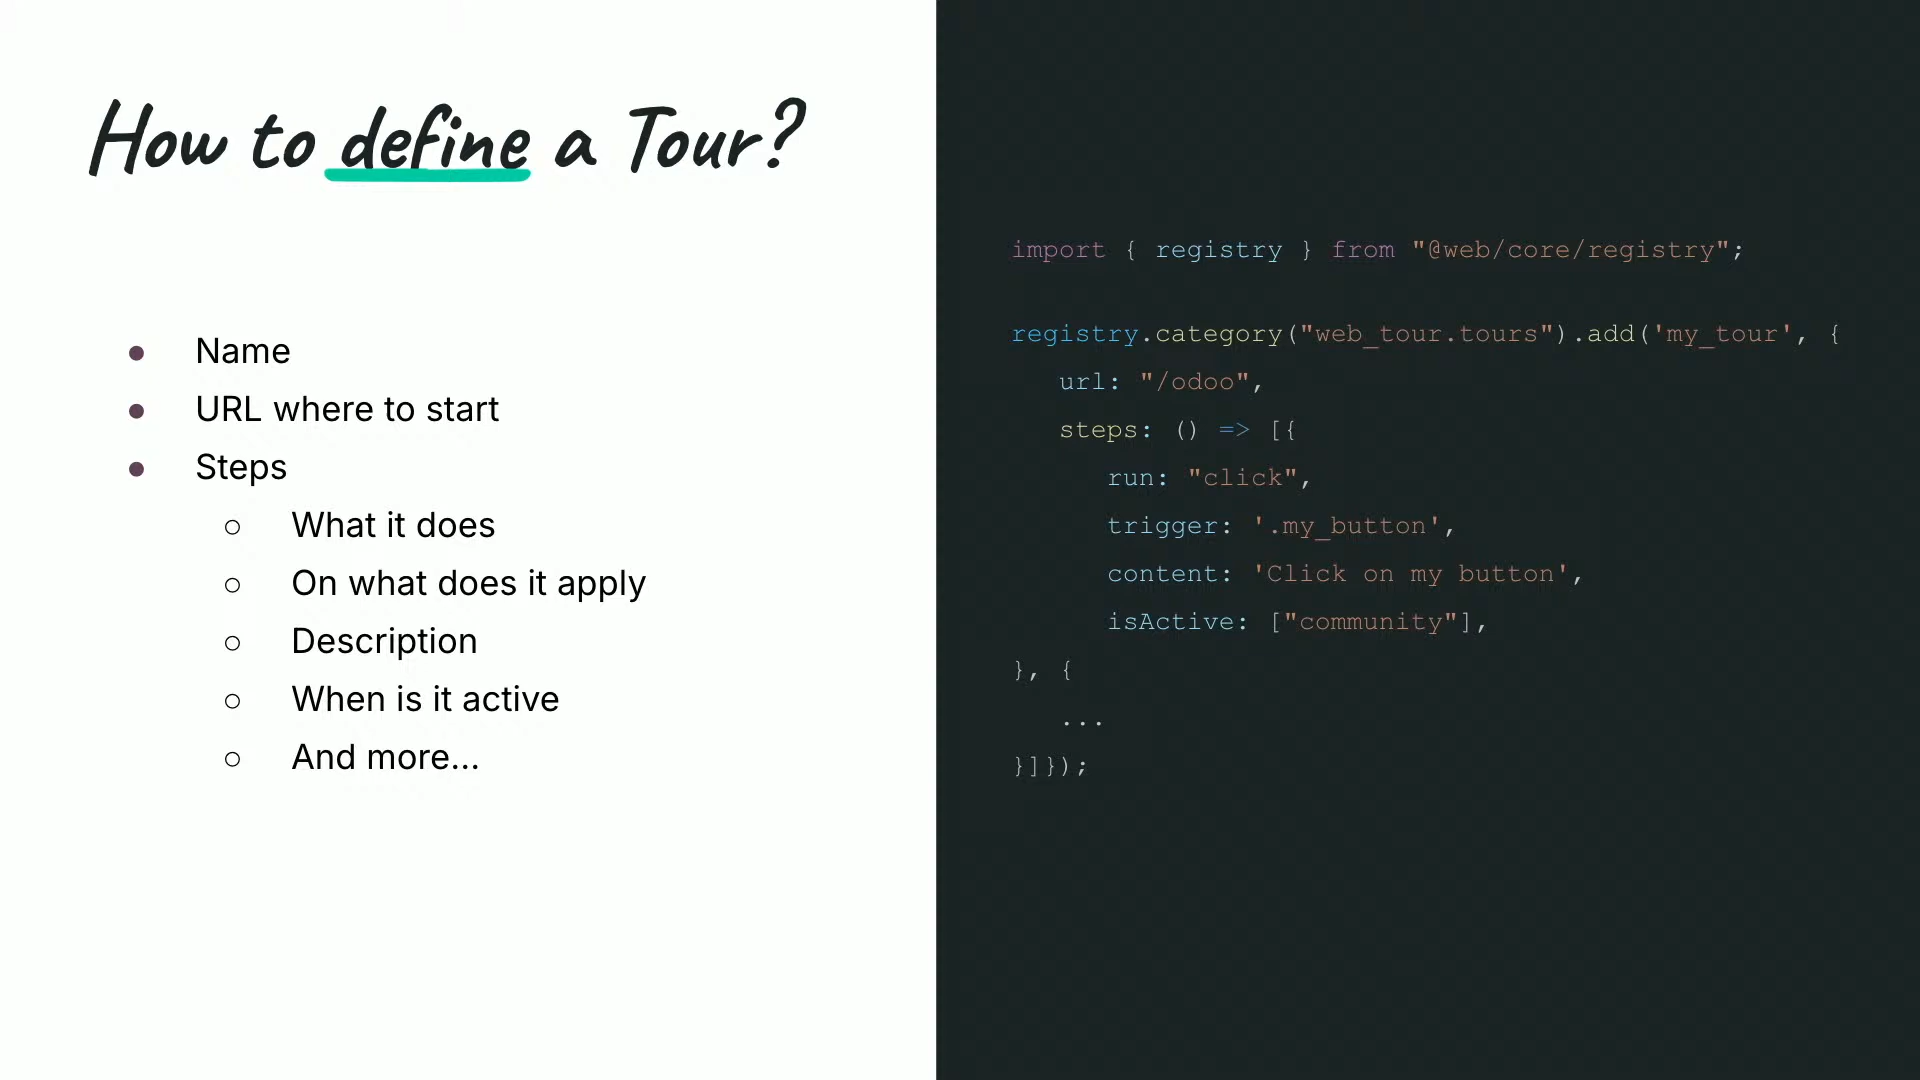 How to define a Tour?
● Name
● URL where to start
● Steps
○ What it does
○ On what does it apply
○ Description
○ When is it active
○ And more...
import { registry } from "@web/core/registry";
registry.category("web_tour.tours").add('my_tour', {
url: "/odoo",
steps: () => [{
run: "click",
trigger: '.my_button',
content: 'Click on my button',
isActive: ["community"],
}, {
...
}]});